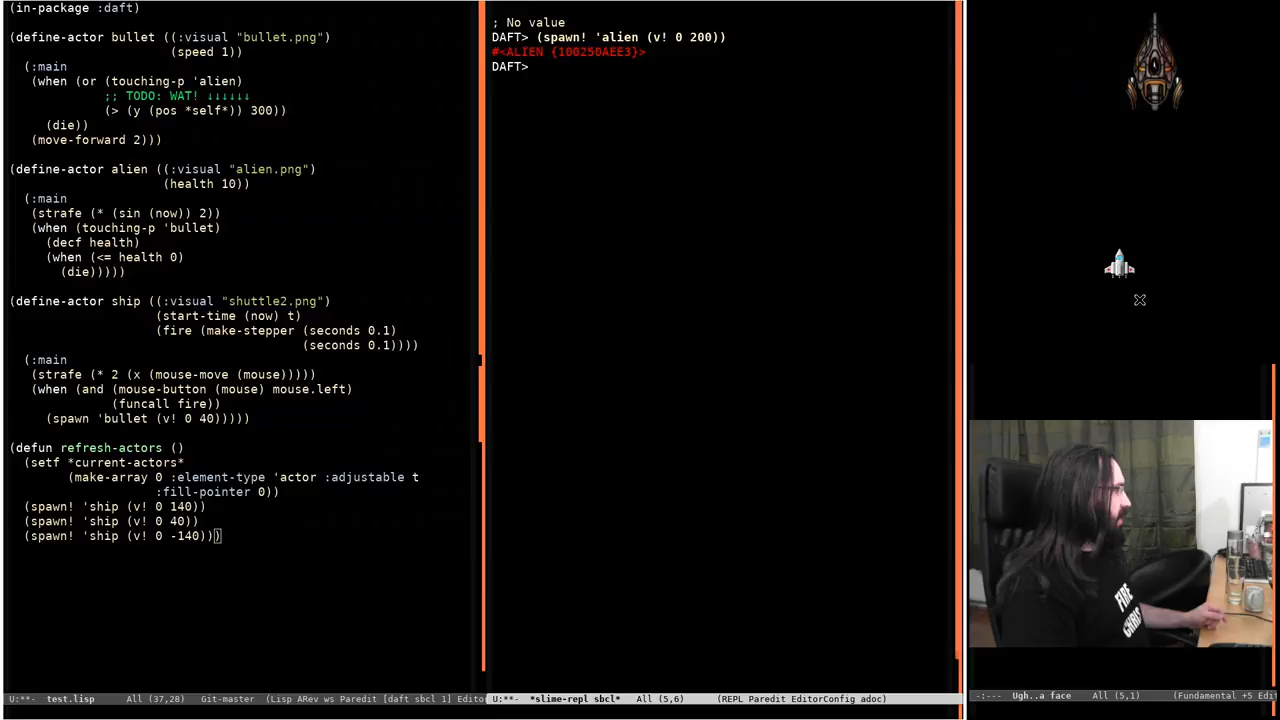 (in-package :daft)
(define-actor bullet ((:visual "bullet.png")
(speed 1))
(:main
(when (or (touching-p 'alien)
;; TODO: WAT! ↓↓↓↓↓↓
(> (y (pos *self*)) 300))
(die))
(move-forward 2)))
(define-actor alien ((:visual "alien.png")
(health 10))
(:main
(strafe (* (sin (now)) 2))
(when (touching-p 'bullet)
(decf health)
(when (<= health 0)
(die)))))
(define-actor ship ((:visual "shuttle2.png")
(start-time (now) t)
(fire (make-stepper (seconds 0.1)
(seconds 0.1))))
(:main
(strafe (* 2 (x (mouse-move (mouse)))))
(when (and (mouse-button (mouse) mouse.left)
(funcall fire))
(spawn 'bullet (v! 0 40)))))
(defun refresh-actors ()
(setf *current-actors*
(make-array 0 :element-type 'actor :adjustable t
:fill-pointer 0))
(spawn! 'ship (v! 0 140))
(spawn! 'ship (v! 0 40))
(spawn! 'ship (v! 0 -140)))
U:**- test.lisp All (37,28) Git-master (Lisp ARev ws Paredit [daft sbcl 1] Editor
; No value
DAFT> (spawn! 'alien (v! 0 200))
#<ALIEN {10025DAEE3}>
DAFT>
U:**- *slime-repl sbcl* All (5,6) (REPL Paredit EditorConfig adoc)
FIRE
CHRIS
-:--- Ugh..a face All (5,1) (Fundamental +5 Edit